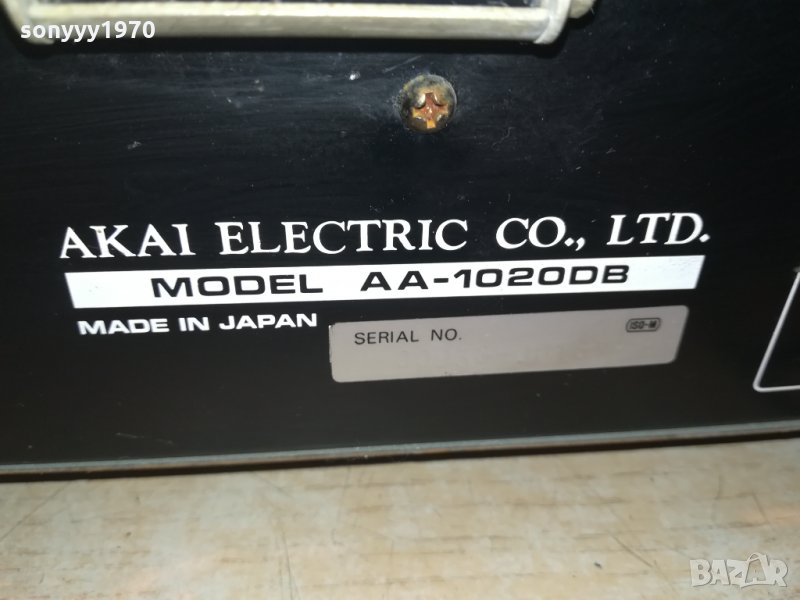 sonyyy1970
AKAI ELECTRIC CO., LTD.
MODEL AA-1020DB
MADE IN JAPAN
SERIAL NO.
ISO-M
BAZAR